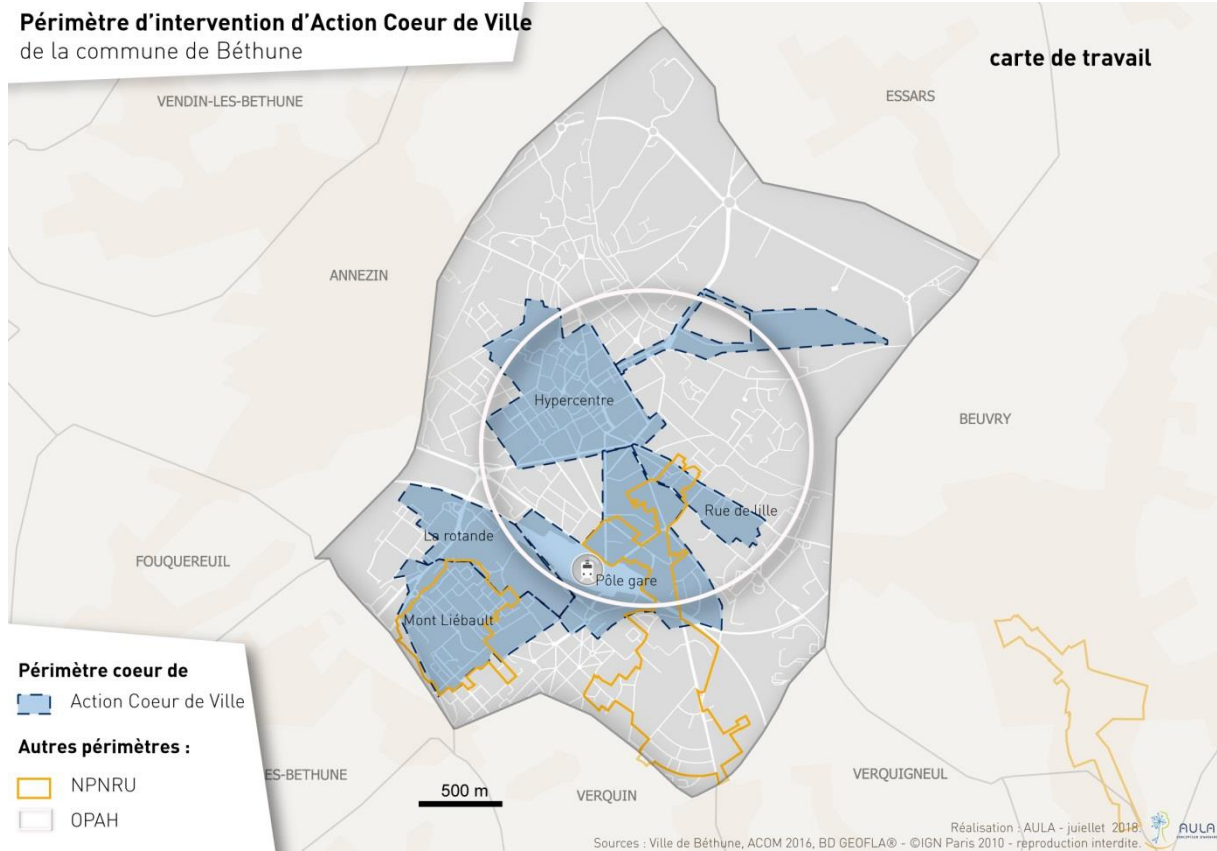 Périmètre d'intervention d'Action Coeur de Ville
de la commune de Béthune
carte de travail
VENDIN-LES-BETHUNE
ESSARS
ANNEZIN
Hypercentre
BEUVRY
Rue de lille
La rotande
FOUQUEREUIL
Pôle gare
Mont Liébault
Périmètre coeur de
Action Coeur de Ville
Autres périmètres :
NPNRU
OPAH
ES-BETHUNE
500 m
VERQUIN
VERQUIGNEUL
Réalisation : AULA - juiellet 2018.
AULA
Sources : Ville de Béthune, ACOM 2016, BD GEOFLA® - ©IGN Paris 2010 - reproduction interdite.